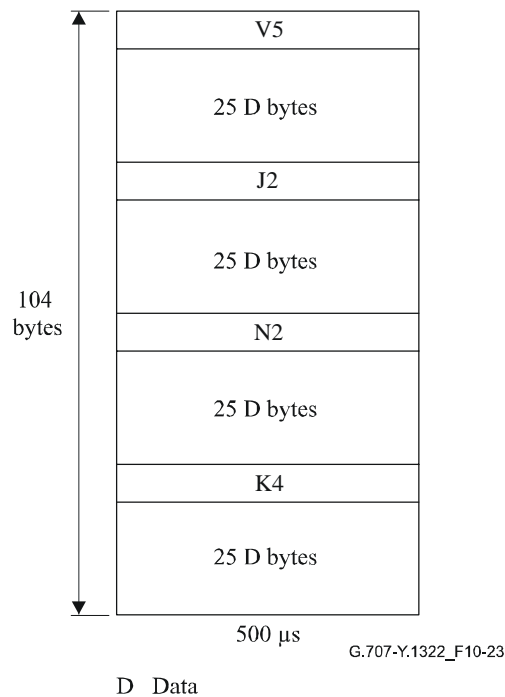 V5
25 D bytes
J2
25 D bytes
104
bytes
N2
25 D bytes
K4
25 D bytes
500 µs
G.707-Y.1322_F10-23
D Data